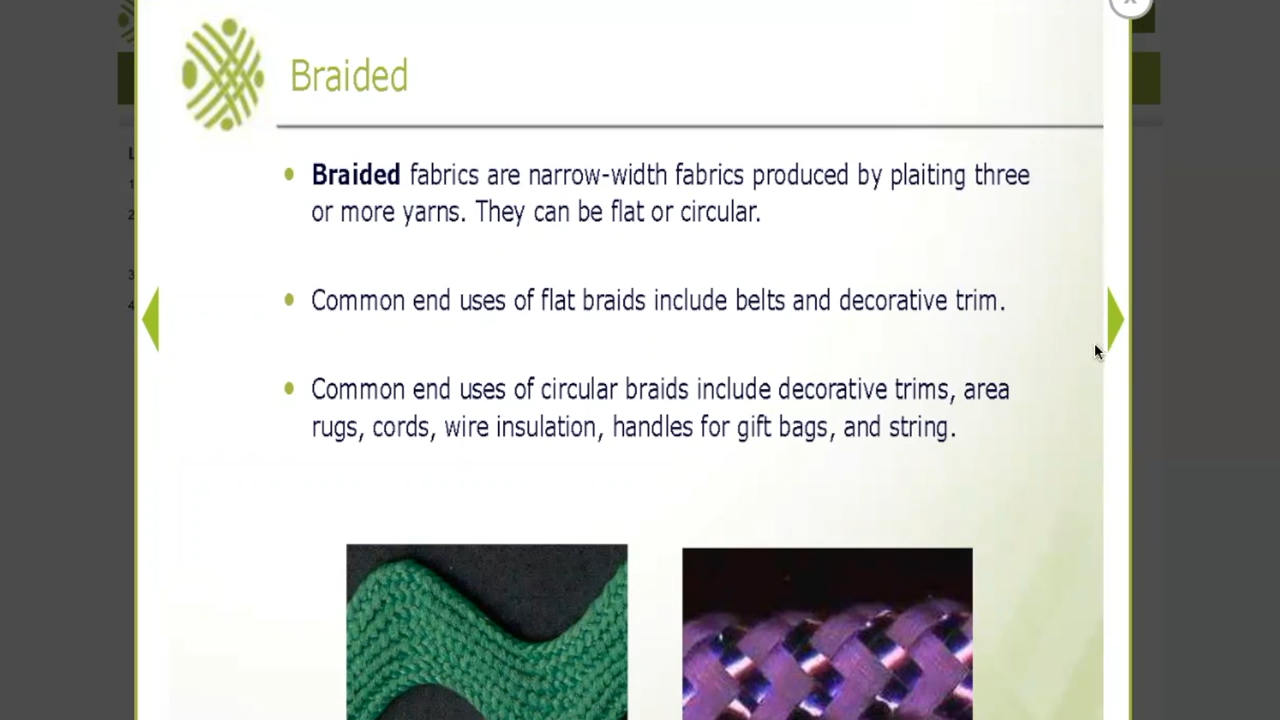 Braided
Braided fabrics are narrow-width fabrics produced by plaiting three
or more yarns. They can be flat or circular.
Common end uses of flat braids include belts and decorative trim.
Common end uses of circular braids include decorative trims, area
rugs, cords, wire insulation, handles for gift bags, and string.